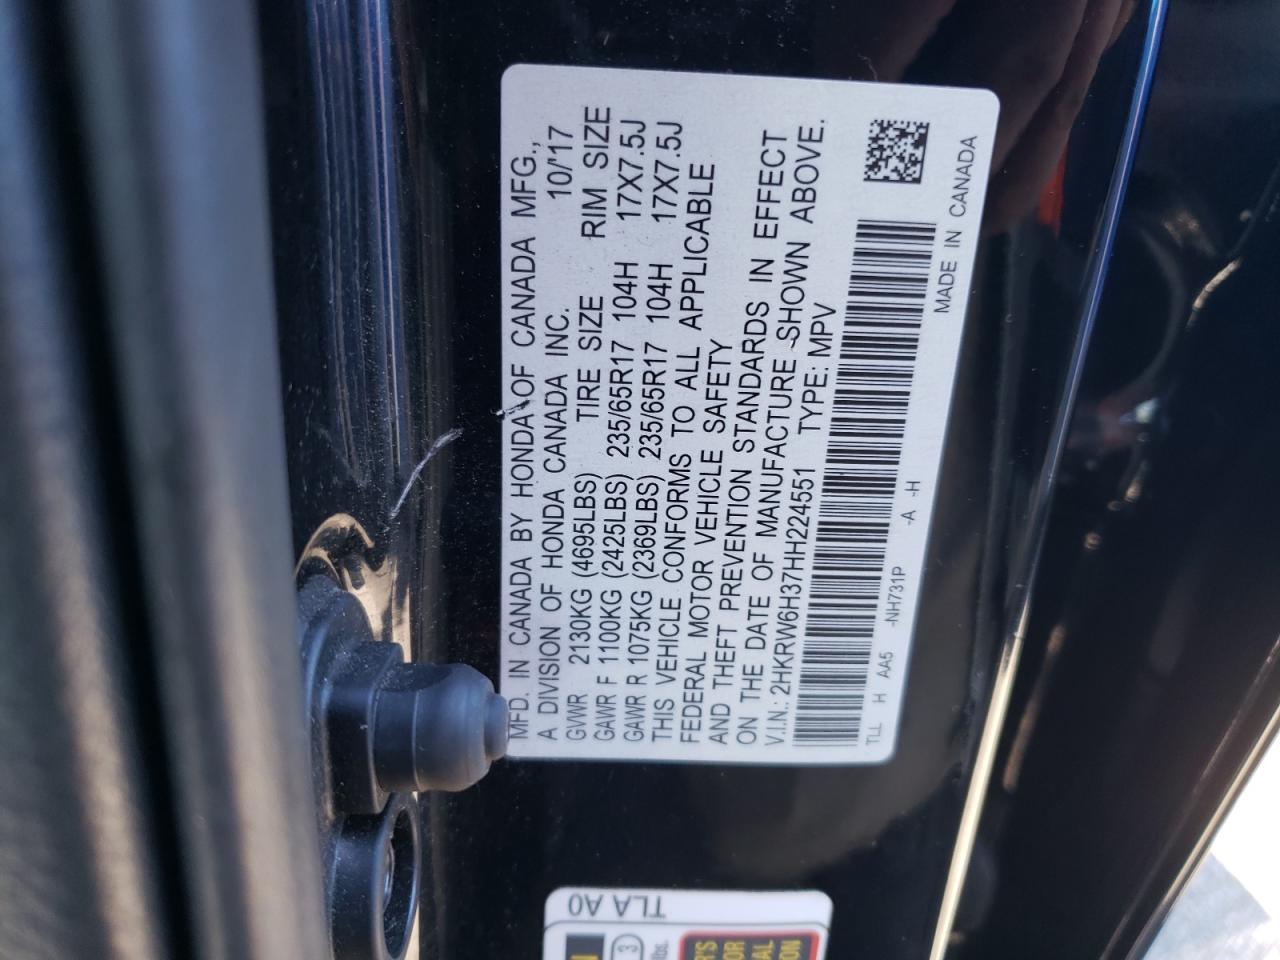 MFD. IN CANADA BY HONDA OF CANADA MFG.,
A DIVISION OF HONDA CANADA INC. 10/'17
GVWR 2130KG (4695LBS) TIRE SIZE RIM SIZE
GAWR F 1100KG (2425LBS) 235/65R17 104H 17X7.5J
GAWR R 1075KG (2369LBS) 235/65R17 104H 17X7.5J
THIS VEHICLE CONFORMS TO ALL APPLICABLE
FEDERAL MOTOR VEHICLE SAFETY
AND THEFT PREVENTION STANDARDS IN EFFECT
ON THE DATE OF MANUFACTURE SHOWN ABOVE.
V.I.N.: 2HKRW6H37HH224551 TYPE: MPV
TLL H AA5 -NH731P -A -H
MADE IN CANADA
TLA A0
3
lbs.